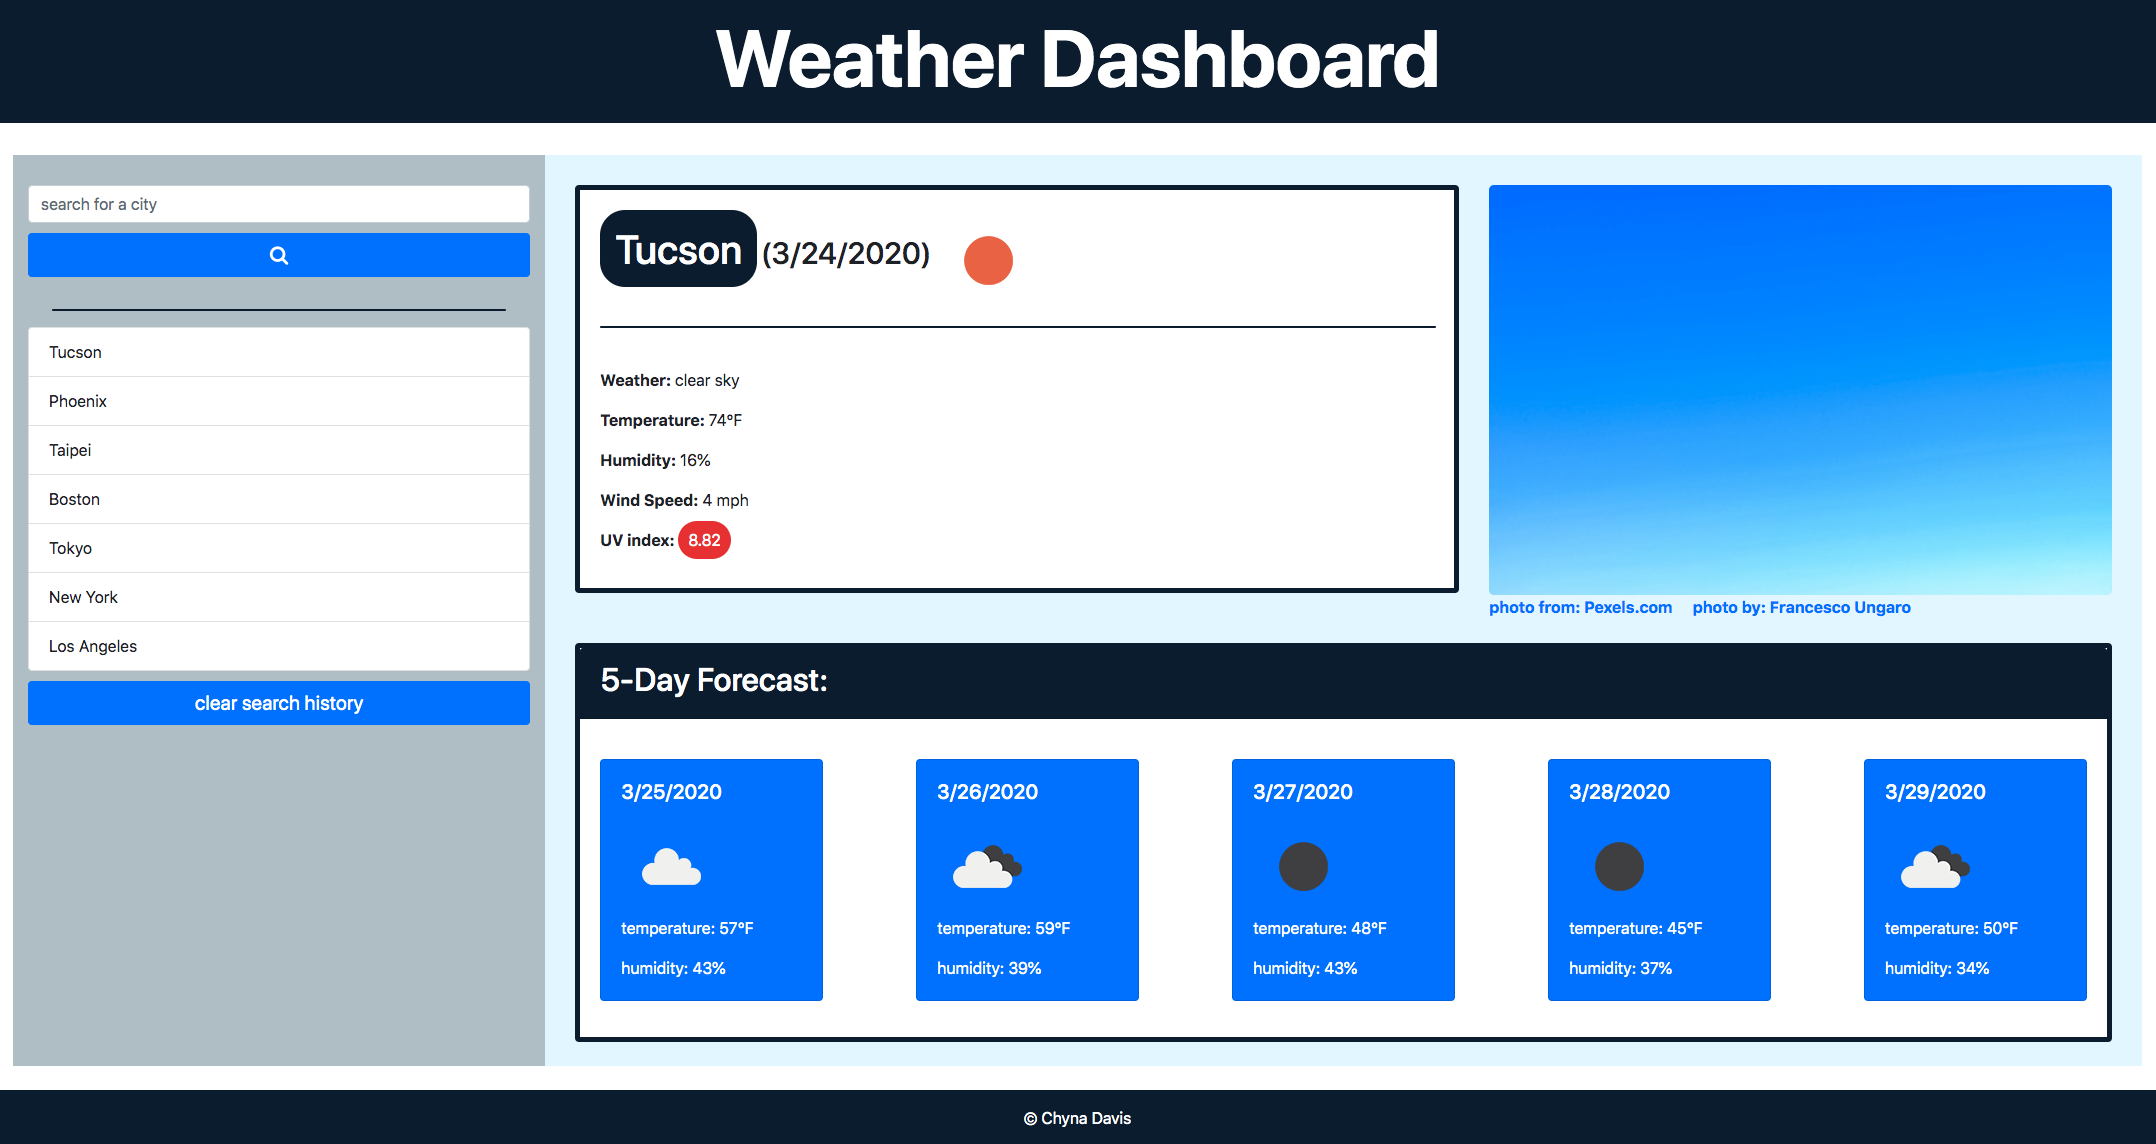 Weather Dashboard
search for a city
Tucson
Phoenix
Taipei
Boston
Tokyo
New York
Los Angeles
clear search history
Tucson (3/24/2020)
Weather: clear sky
Temperature: 74°F
Humidity: 16%
Wind Speed: 4 mph
UV index: 8.82
photo from: Pexels.com photo by: Francesco Ungaro
5-Day Forecast:
3/25/2020
temperature: 57°F
humidity: 43%
3/26/2020
temperature: 59°F
humidity: 39%
3/27/2020
temperature: 48°F
humidity: 43%
3/28/2020
temperature: 45°F
humidity: 37%
3/29/2020
temperature: 50°F
humidity: 34%
© Chyna Davis